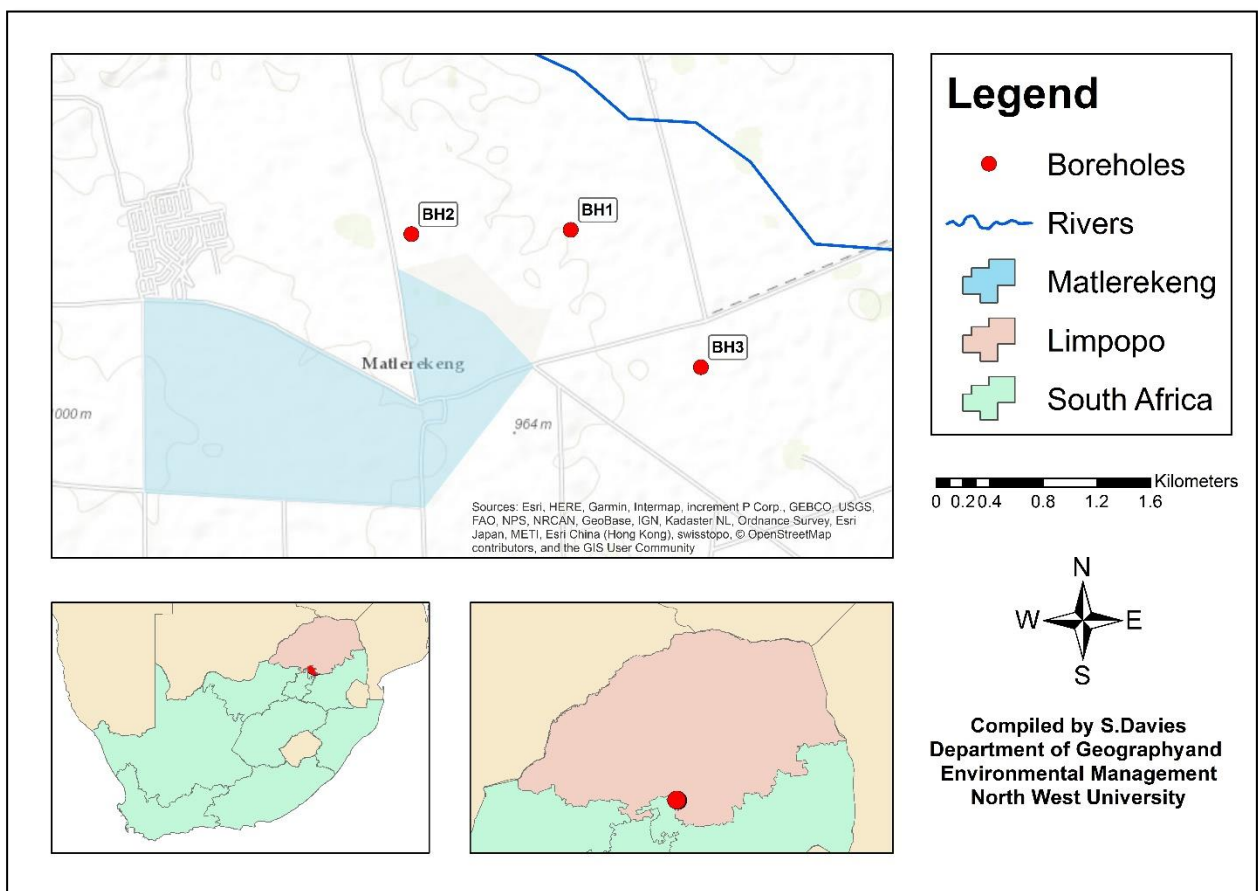 BH2
BH1
BH3
Matlerekeng
000 m
964 m
Sources: Esri, HERE, Garmin, Intermap, increment P Corp., GEBCO, USGS,
FAO, NPS, NRCAN, GeoBase, IGN, Kadaster NL, Ordnance Survey, Esri
Japan, METI, Esri China (Hong Kong), swisstopo, © OpenStreetMap
contributors, and the GIS User Community
Legend
Boreholes
Rivers
Matlerekeng
Limpopo
South Africa
Kilometers
0 0.20.4 0.8 1.2 1.6
N
W E
S
Compiled by S.Davies
Department of Geographyand
Environmental Management
North West University